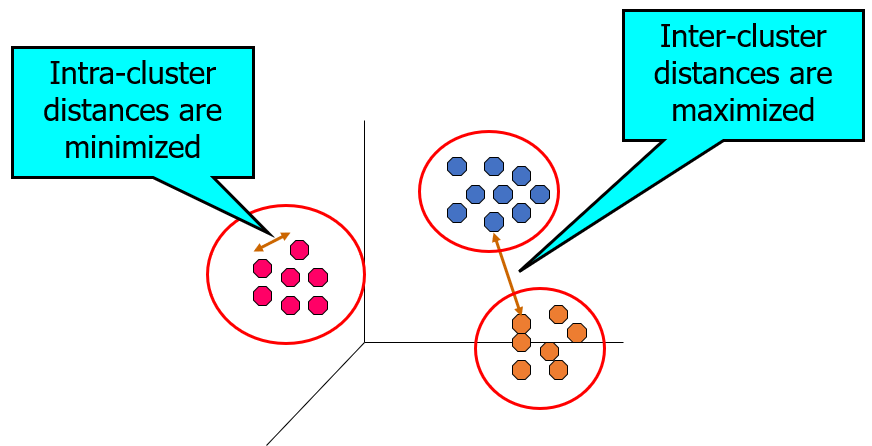 Intra-cluster
distances are
minimized
Inter-cluster
distances are
maximized